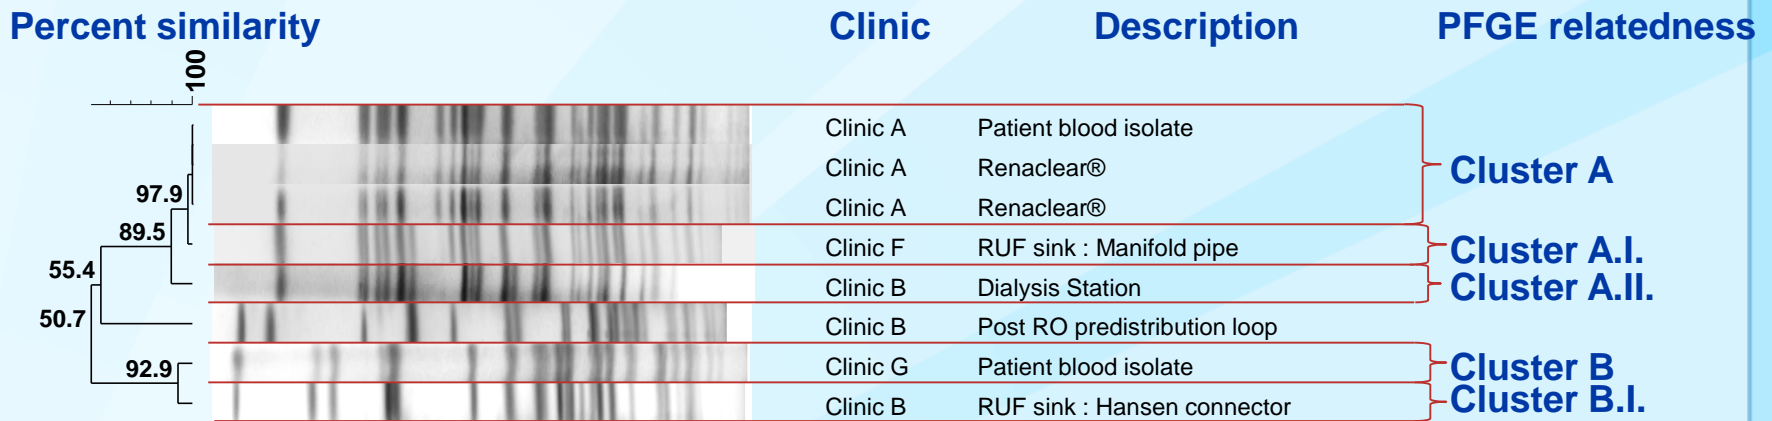 Percent similarity Clinic Description PFGE relatedness
100
Clinic A Patient blood isolate
Clinic A Renaclear® Cluster A
97.9
Clinic A Renaclear®
89.5
Clinic F RUF sink : Manifold pipe Cluster A.I.
55.4
Clinic B Dialysis Station Cluster A.II.
50.7
Clinic B Post RO predistribution loop
92.9
Clinic G Patient blood isolate Cluster B
Clinic B RUF sink : Hansen connector Cluster B.I.